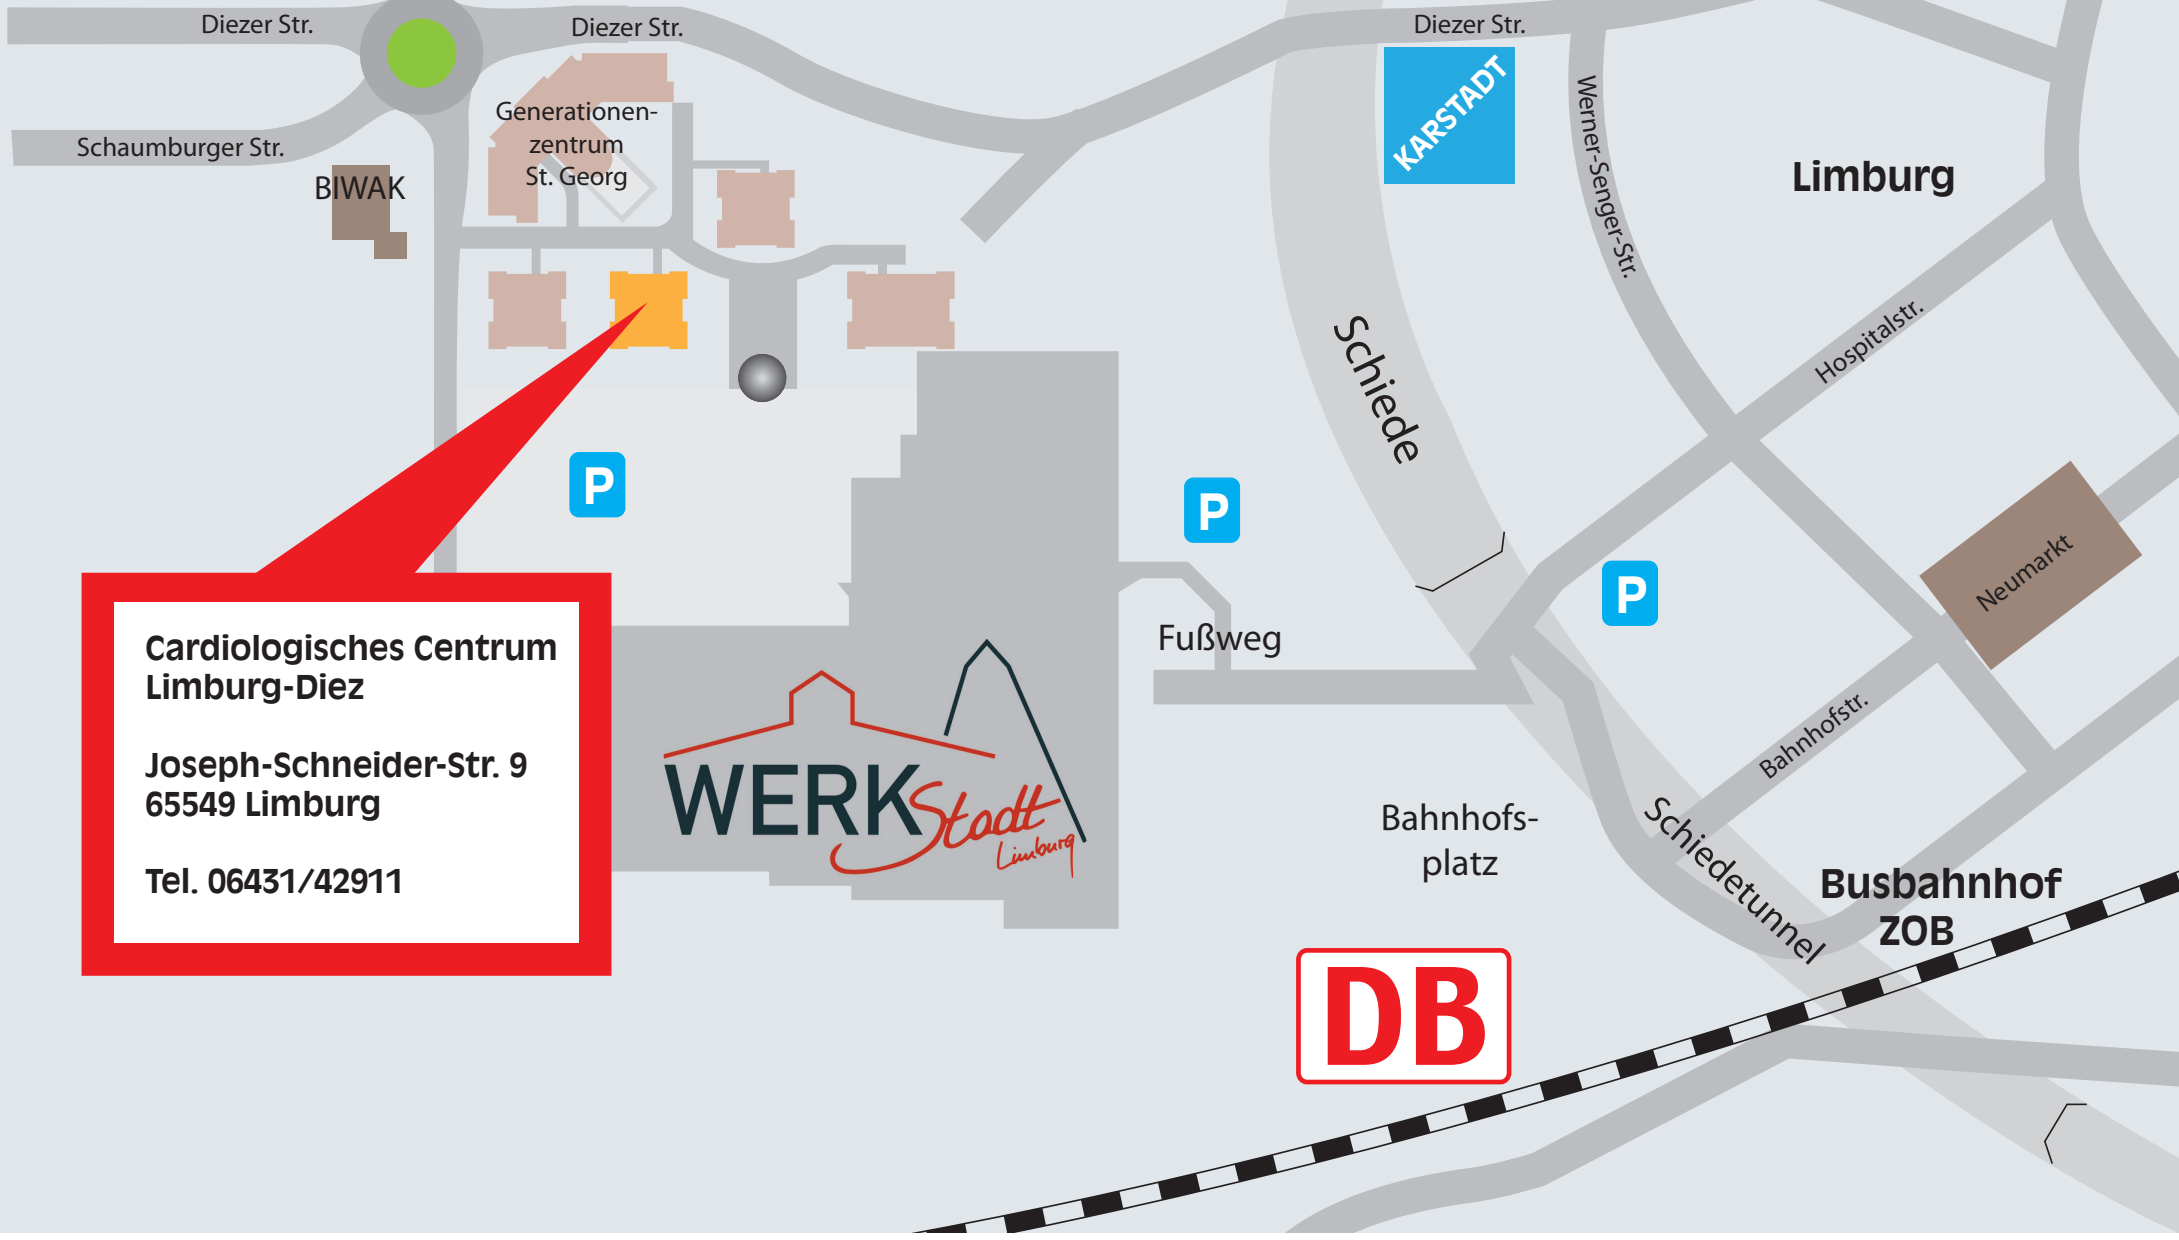 Diezer Str.
Diezer Str.
Diezer Str.
Schaumburger Str.
BIWAK
Generationen-
zentrum
St. Georg
KARSTADT
Werner-Senger-Str.
Limburg
Hospitalstr.
Schiede
P
P
P
Neumarkt
Fußweg
Bahnhofstr.
Cardiologisches Centrum
Limburg-Diez
Joseph-Schneider-Str. 9
65549 Limburg
Tel. 06431/42911
WERKStadt
Limburg
Bahnhofs-
platz
Schiedetunnel
Busbahnhof
ZOB
DB